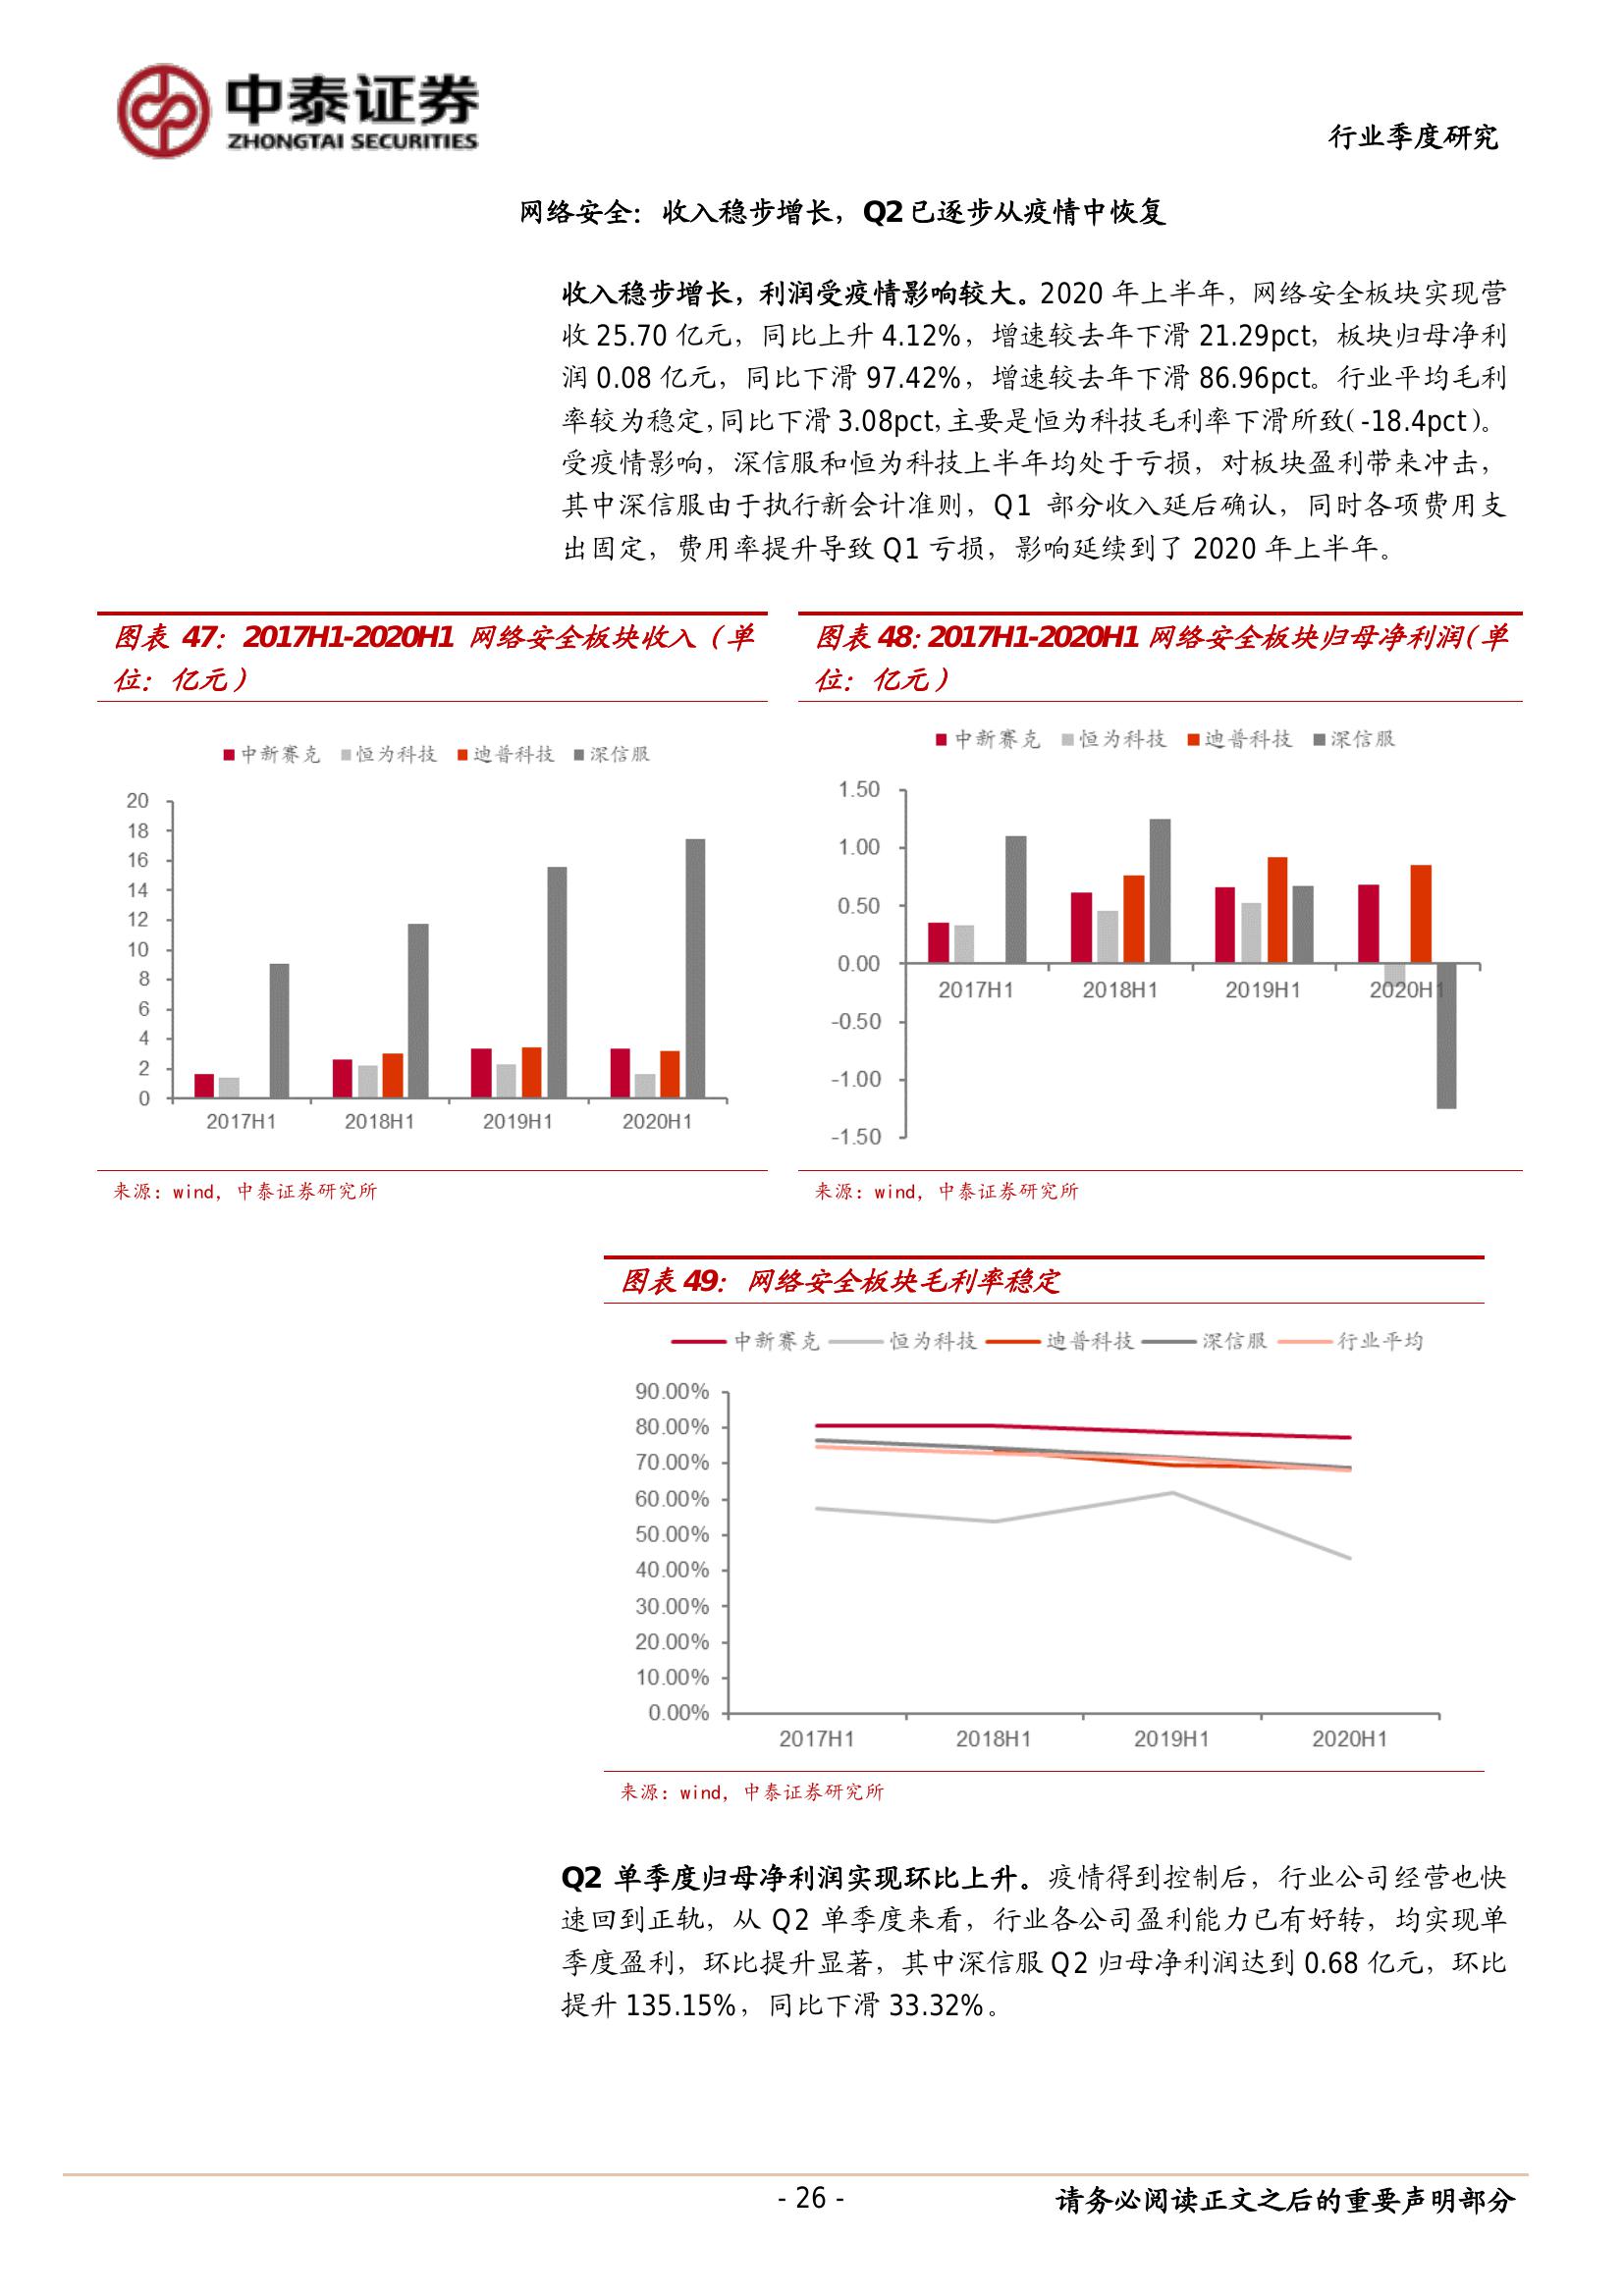 中泰证券
ZHONGTAI SECURITIES
行业季度研究
网络安全：收入稳步增长，Q2已逐步从疫情中恢复
收入稳步增长，利润受疫情影响较大。2020 年上半年，网络安全板块实现营
收 25.70 亿元，同比上升 4.12%，增速较去年下滑 21.29pct，板块归母净利
润 0.08 亿元，同比下滑 97.42%，增速较去年下滑 86.96pct。行业平均毛利
率较为稳定，同比下滑 3.08pct，主要是恒为科技毛利率下滑所致（-18.4pct）。
受疫情影响，深信服和恒为科技上半年均处于亏损，对板块盈利带来冲击，
其中深信服由于执行新会计准则，Q1 部分收入延后确认，同时各项费用支
出固定，费用率提升导致 Q1 亏损，影响延续到了 2020 年上半年。
图表 47：2017H1-2020H1 网络安全板块收入（单
位：亿元）
中新赛克 恒为科技 迪普科技 深信服
20
18
16
14
12
10
8
6
4
2
0
2017H1 2018H1 2019H1 2020H1
来源：wind，中泰证券研究所
图表 48：2017H1-2020H1 网络安全板块归母净利润（单
位：亿元）
中新赛克 恒为科技 迪普科技 深信服
1.50
1.00
0.50
0.00
-0.50
-1.00
-1.50
2017H1 2018H1 2019H1 2020H1
来源：wind，中泰证券研究所
图表 49：网络安全板块毛利率稳定
中新赛克 恒为科技 迪普科技 深信服 行业平均
90.00%
80.00%
70.00%
60.00%
50.00%
40.00%
30.00%
20.00%
10.00%
0.00%
2017H1 2018H1 2019H1 2020H1
来源：wind，中泰证券研究所
Q2 单季度归母净利润实现环比上升。疫情得到控制后，行业公司经营也快
速回到正轨，从 Q2 单季度来看，行业各公司盈利能力已有好转，均实现单
季度盈利，环比提升显著，其中深信服 Q2 归母净利润达到 0.68 亿元，环比
提升 135.15%，同比下滑 33.32%。
- 26 -
请务必阅读正文之后的重要声明部分